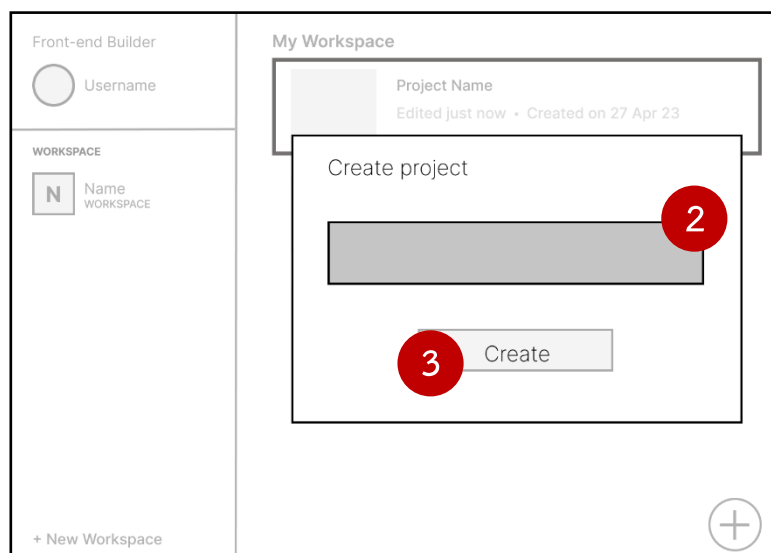 Front-end Builder
Username
WORKSPACE
N
Name
WORKSPACE
+ New Workspace
My Workspace
Project Name
Edited just now • Created on 27 Apr 23
Create project
2
3
Create